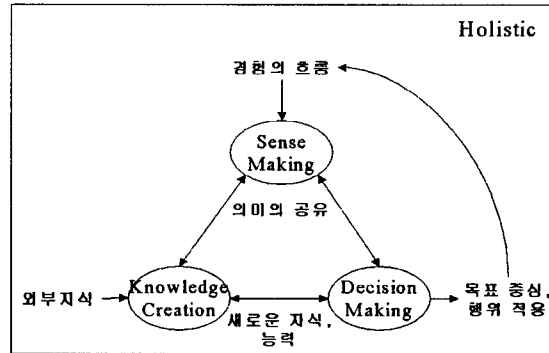 Holistic
경험의 흐름
Sense
Making
의미의 공유
외부지식
Knowledge
Creation
새로운 지식,
능력
Decision
Making
목표 중심,
행위 적용